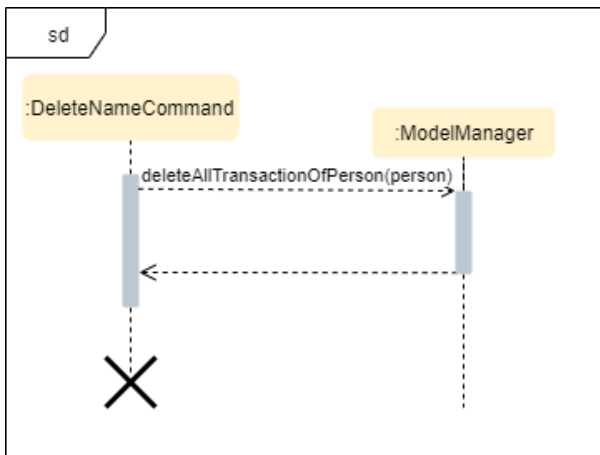 sd
:DeleteNameCommand
:ModelManager
deleteAllTransactionOfPerson(person)